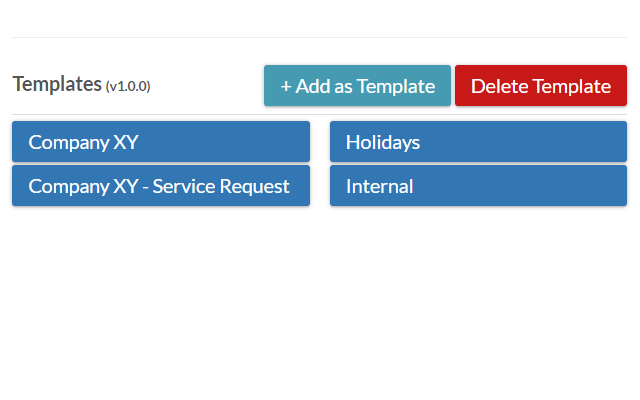 Templates (v1.0.0)
+ Add as Template
Delete Template
Company XY
Holidays
Company XY - Service Request
Internal